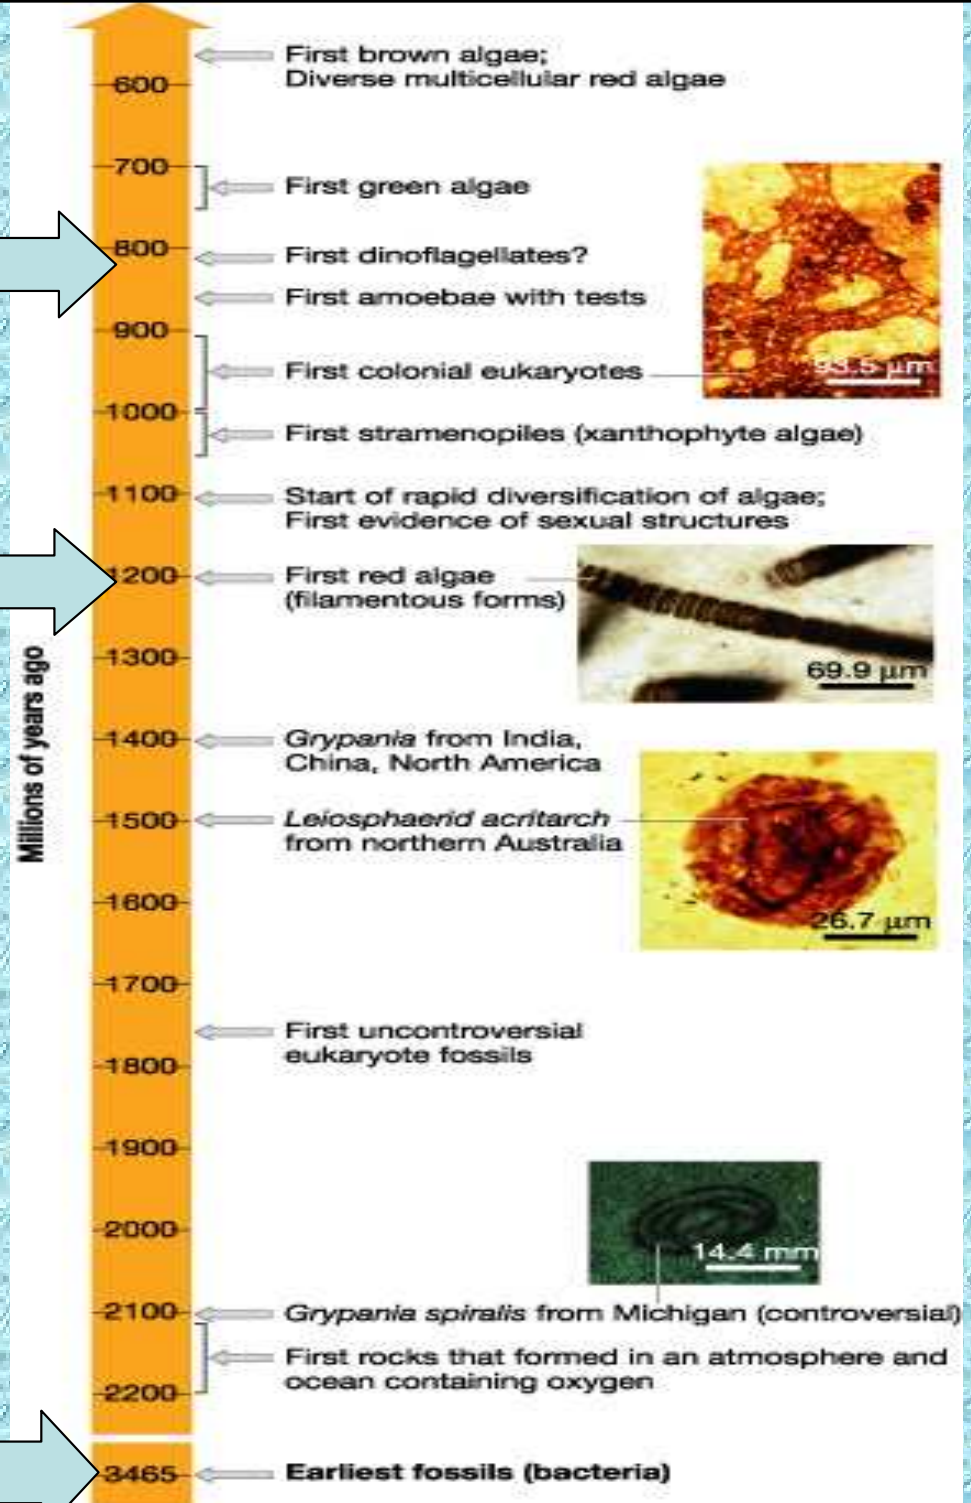 First brown algae;
Diverse multicellular red algae
600
700
First green algae
800
First dinoflagellates?
First amoebae with tests
900
93.5 µm
First colonial eukaryotes
1000
First stramenopiles (xanthophyte algae)
1100
Start of rapid diversification of algae;
First evidence of sexual structures
1200
First red algae
(filamentous forms)
Millions of years ago
1300
69.9 µm
1400
Grypania from India,
China, North America
1500
Leiosphaerid acritarch
from northern Australia
1600
26.7 µm
1700
First uncontroversial
eukaryote fossils
1800
1900
2000
14.4 mm
2100
Grypania spiralis from Michigan (controversial)
First rocks that formed in an atmosphere and
ocean containing oxygen
2200
3465
Earliest fossils (bacteria)